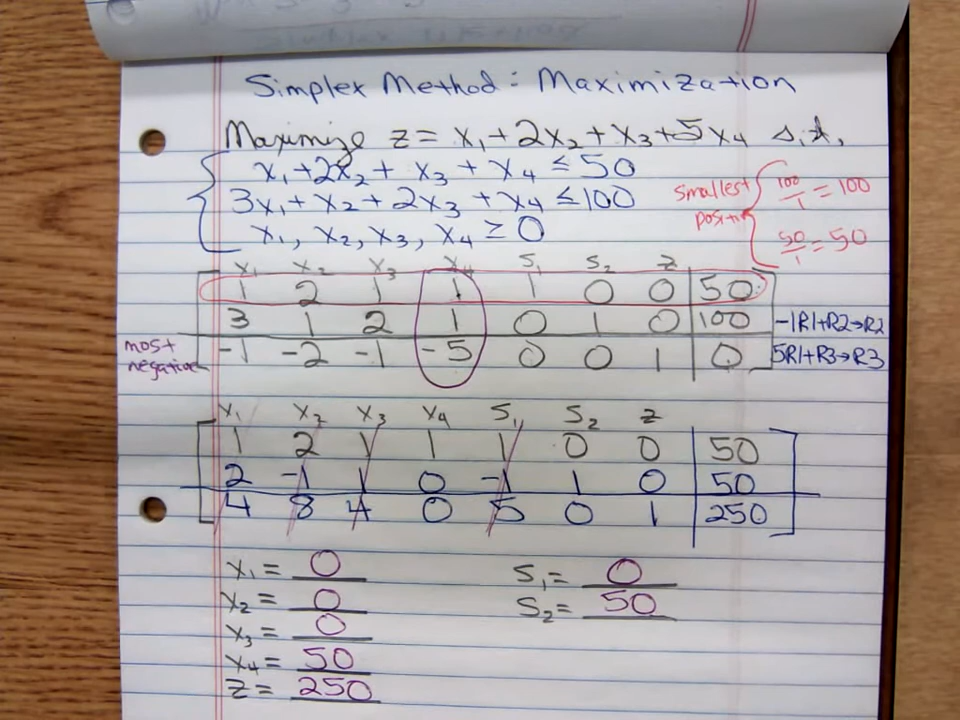 Simplex Method: Maximization
Maximize z = x₁ + 2x₂ + x₃ + 5x₄ s.t.
x₁ + 2x₂ + x₃ + x₄ ≤ 50
3x₁ + x₂ + 2x₃ + x₄ ≤ 100
x₁, x₂, x₃, x₄ ≥ 0
smallest positive
100/1 = 100
50/1 = 50
x₁ x₂ x₃ x₄ s₁ s₂ z
1 2 1 1 1 0 0 50
3 1 2 1 0 1 0 100 -1R1+R2→R2
most negative -1 -2 -1 -5 0 0 1 0 5R1+R3→R3
x₁ x₂ x₃ x₄ s₁ s₂ z
1 2 1 1 1 0 0 50
2 -1 1 0 -1 1 0 50
4 8 4 0 5 0 1 250
x₁ = 0 s₁ = 0
x₂ = 0 s₂ = 50
x₃ = 0
x₄ = 50
z = 250